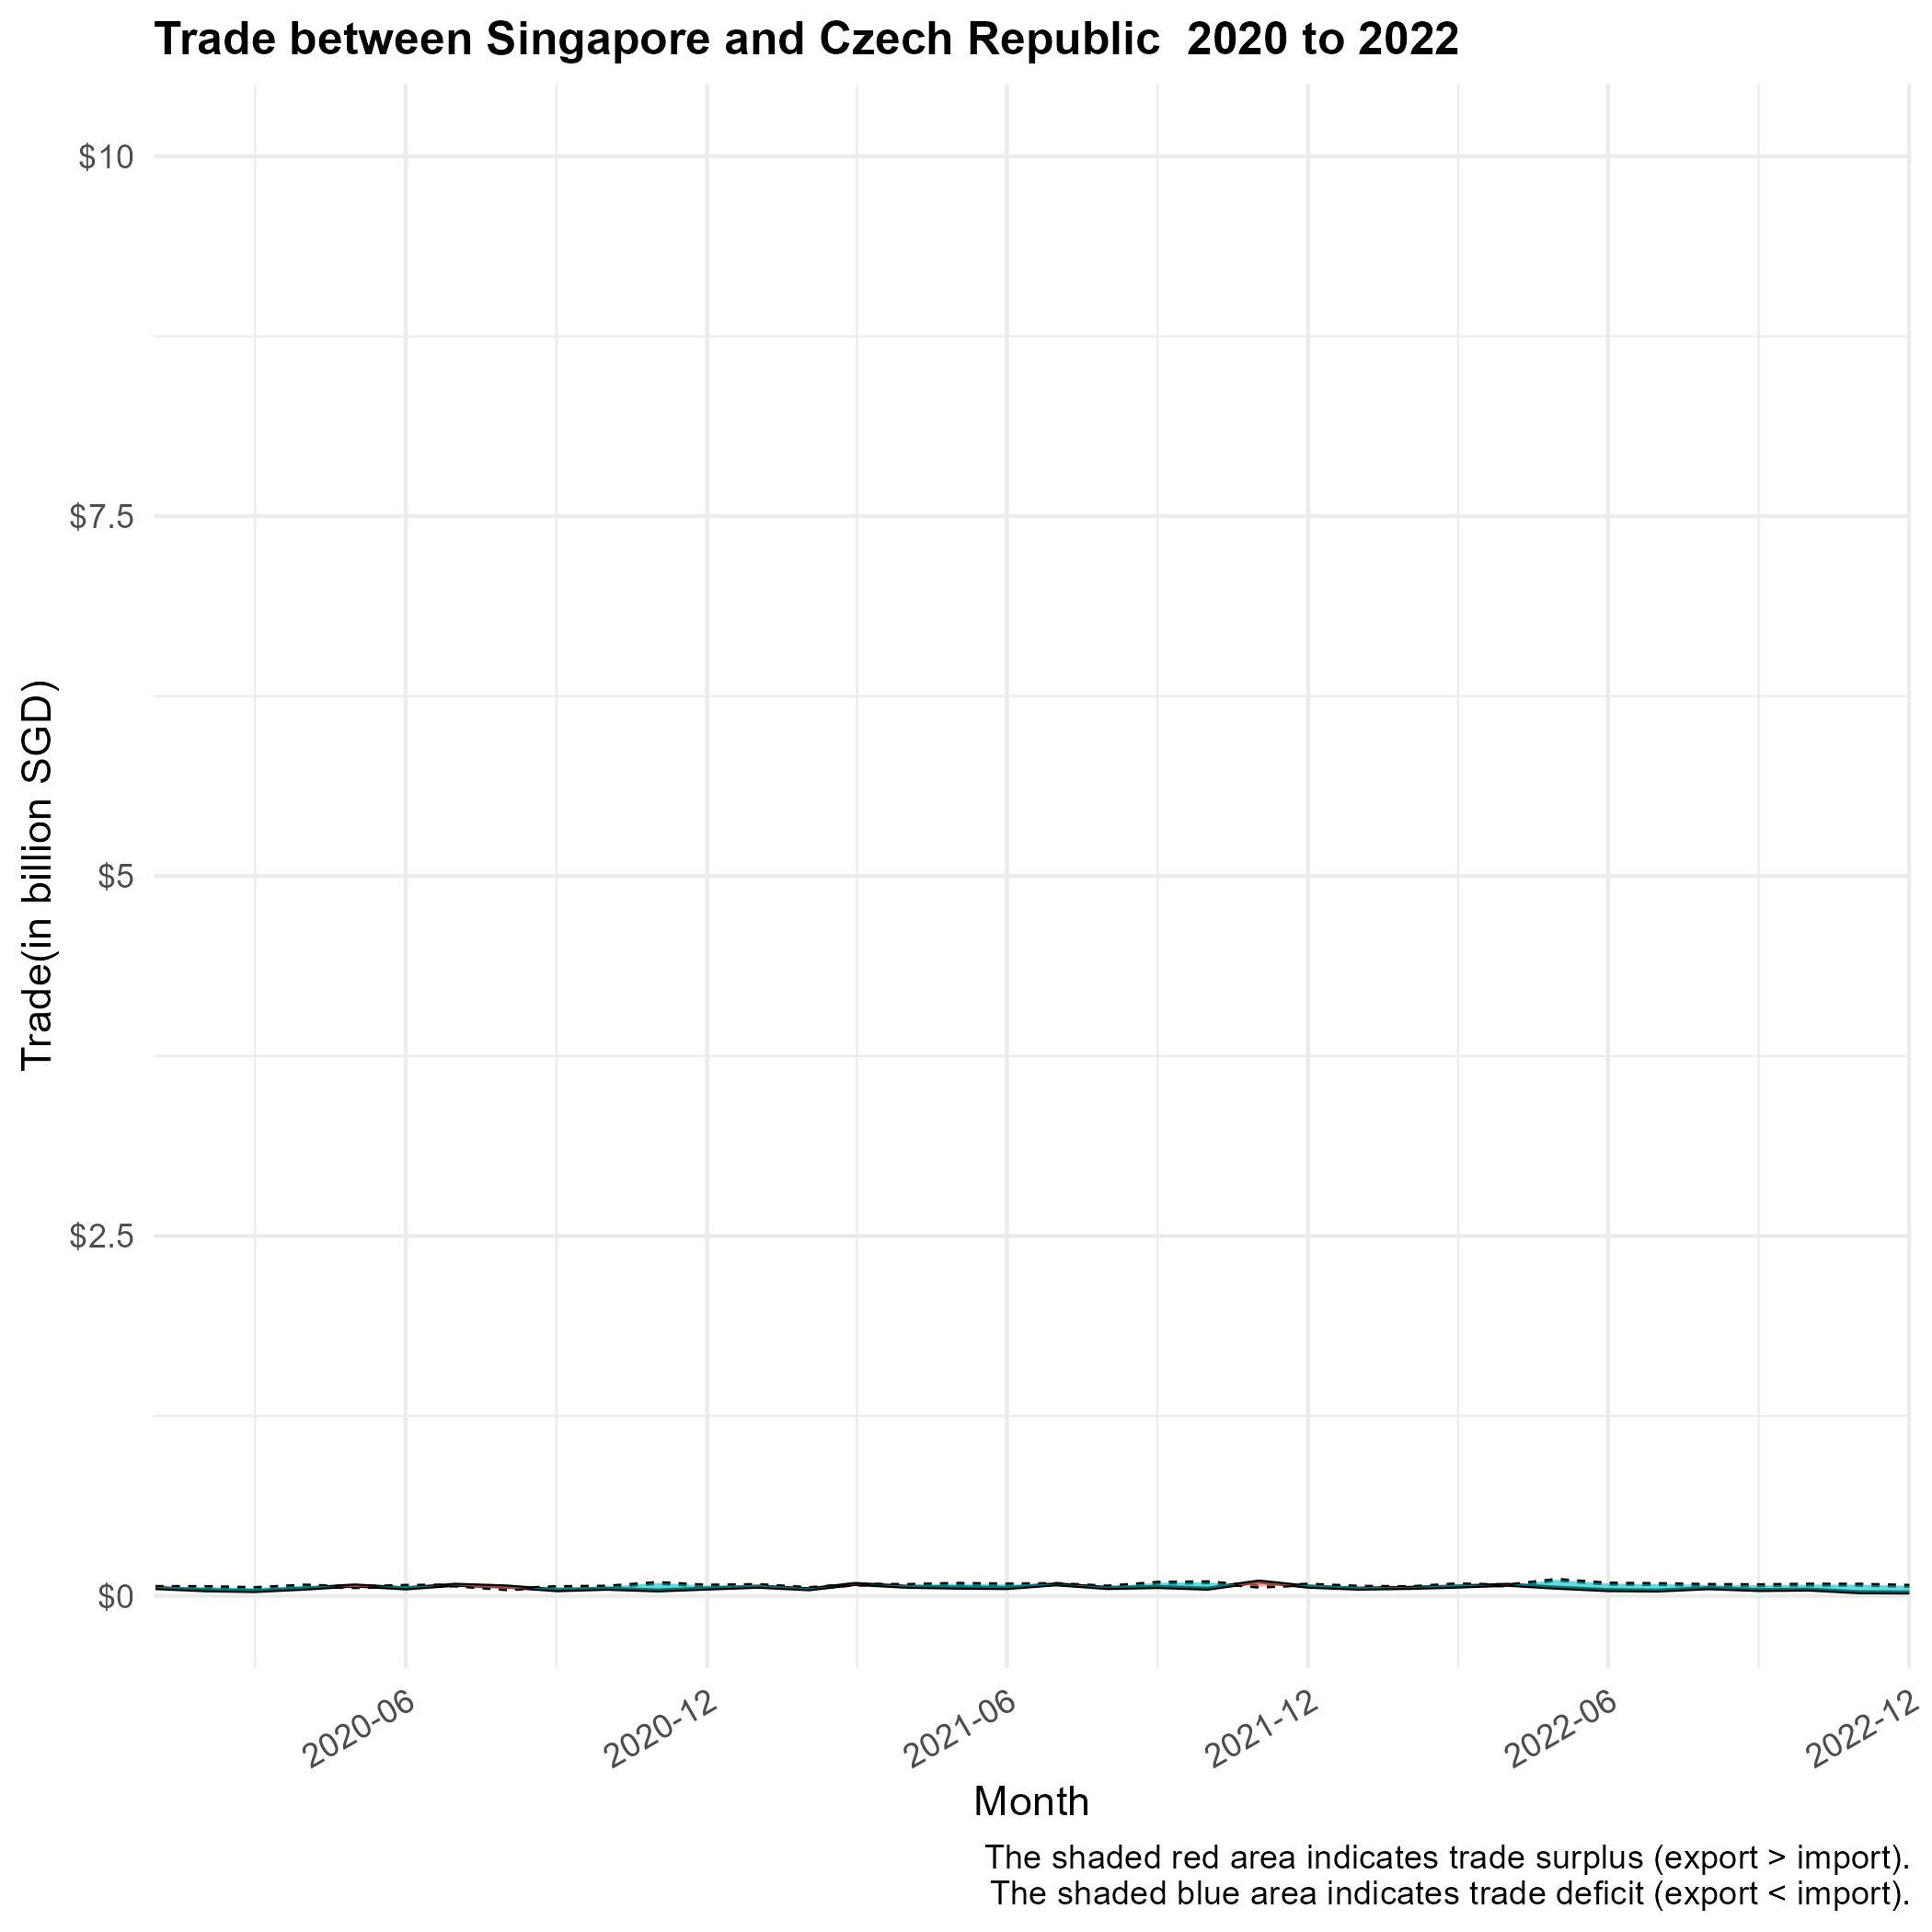 Trade between Singapore and Czech Republic  2020 to 2022
$10
$7.5
$5
$2.5
$0
Trade(in billion SGD)
2020-06
2020-12
2021-06
2021-12
2022-06
2022-12
Month
The shaded red area indicates trade surplus (export > import).
The shaded blue area indicates trade deficit (export < import).